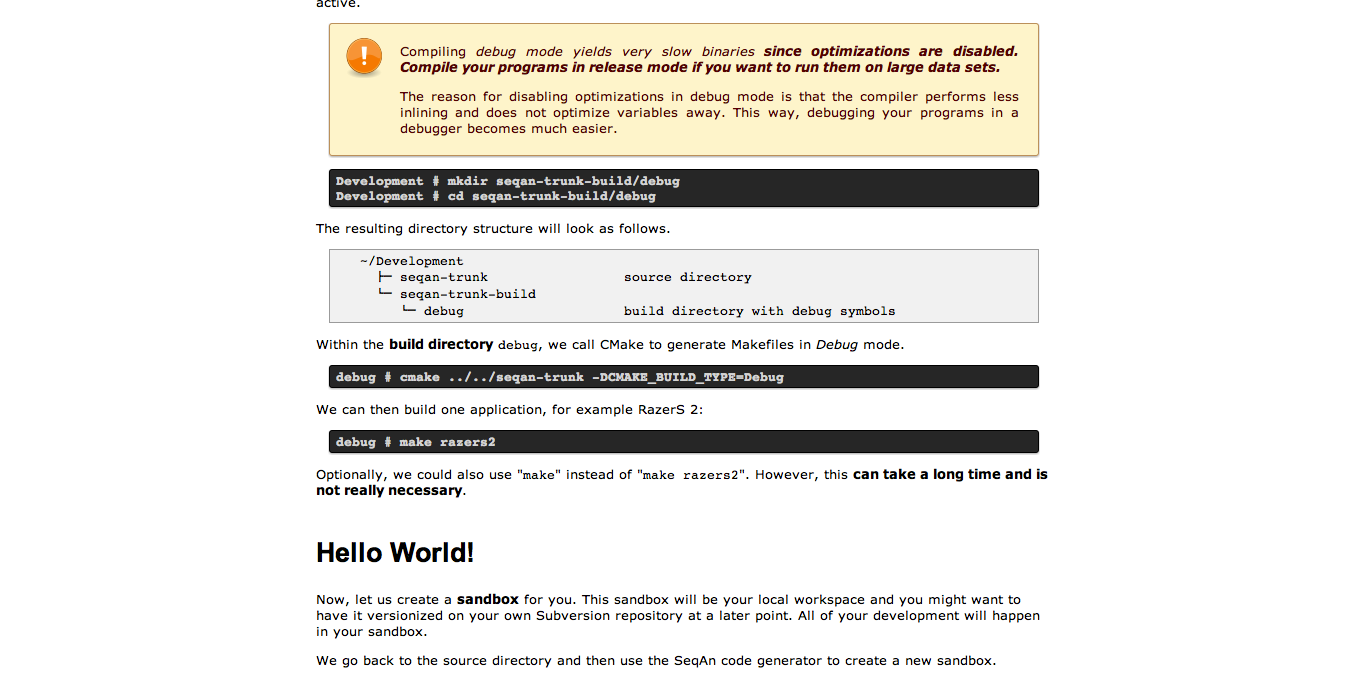 active.
Compiling debug mode yields very slow binaries since optimizations are disabled.
Compile your programs in release mode if you want to run them on large data sets.
The reason for disabling optimizations in debug mode is that the compiler performs less
inlining and does not optimize variables away. This way, debugging your programs in a
debugger becomes much easier.
Development # mkdir seqan-trunk-build/debug
Development # cd seqan-trunk-build/debug
The resulting directory structure will look as follows.
~/Development
├─ seqan-trunk source directory
└─ seqan-trunk-build
└─ debug build directory with debug symbols
Within the build directory debug, we call CMake to generate Makefiles in Debug mode.
debug # cmake ../../seqan-trunk -DCMAKE_BUILD_TYPE=Debug
We can then build one application, for example RazerS 2:
debug # make razers2
Optionally, we could also use "make" instead of "make razers2". However, this can take a long time and is
not really necessary.
Hello World!
Now, let us create a sandbox for you. This sandbox will be your local workspace and you might want to
have it versionized on your own Subversion repository at a later point. All of your development will happen
in your sandbox.
We go back to the source directory and then use the SeqAn code generator to create a new sandbox.